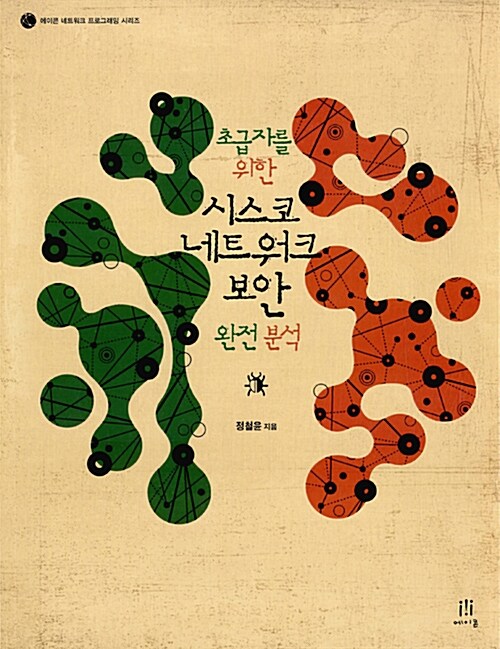 에이콘 네트워크 프로그래밍 시리즈
초급자를
위한
시스코
네트워크
보안
완전 분석
정철윤 지음
에이콘